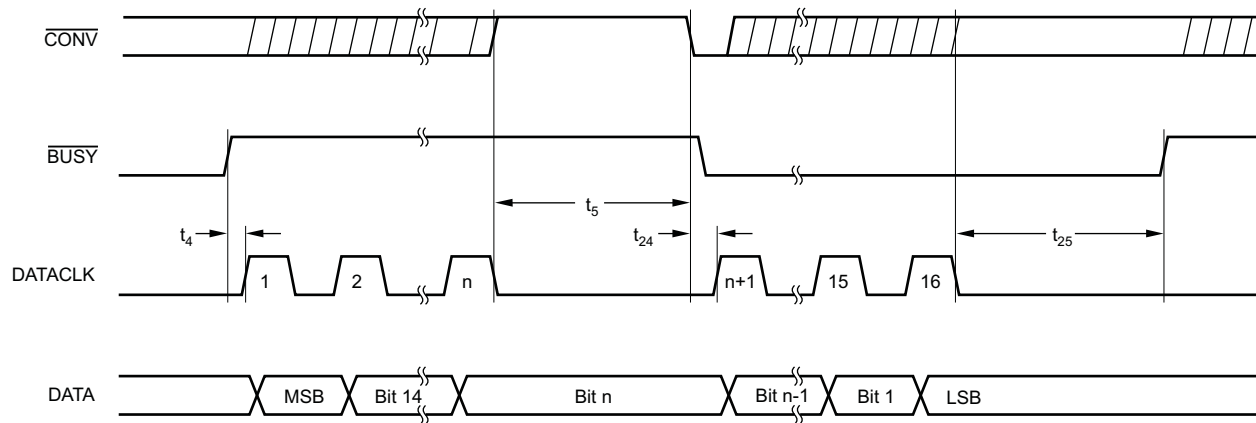 CONV
BUSY
t5
t4
t24
t25
DATACLK
1
2
n
n+1
15
16
DATA
MSB
Bit 14
Bit n
Bit n-1
Bit 1
LSB